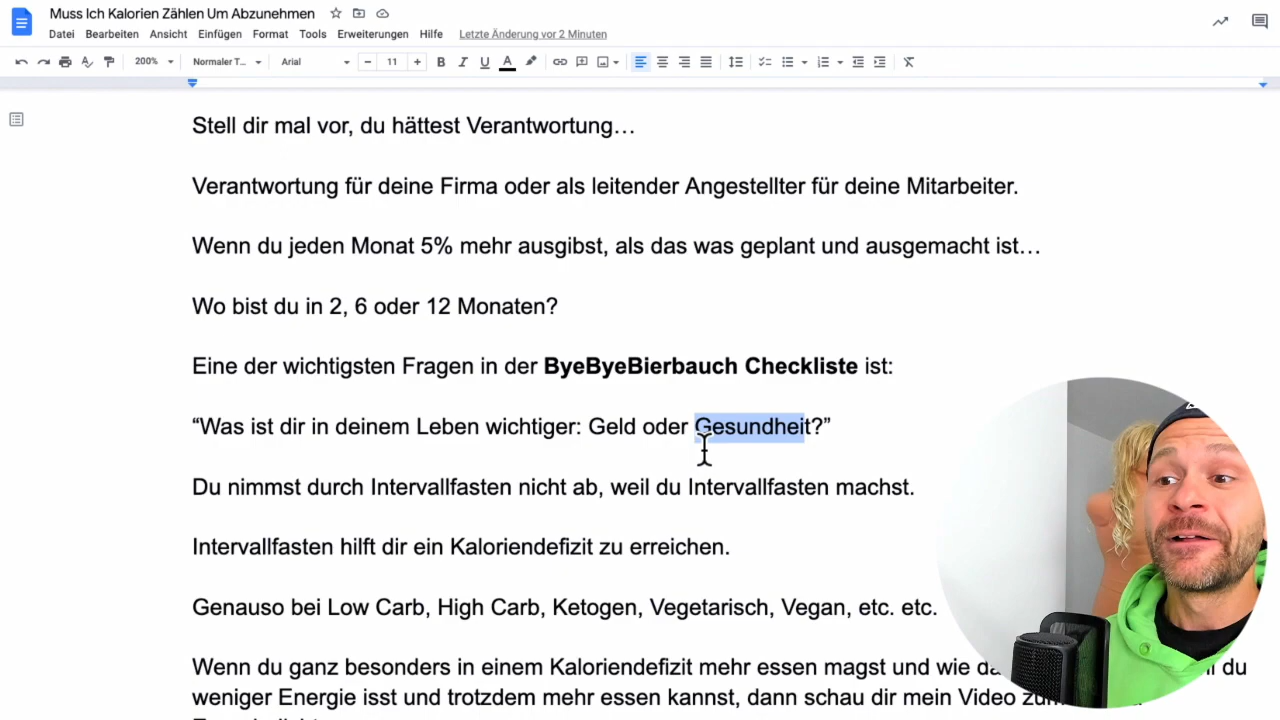 Muss Ich Kalorien Zählen Um Abzunehmen
Datei Bearbeiten Ansicht Einfügen Format Tools Erweiterungen Hilfe Letzte Änderung vor 2 Minuten
200% Normaler T... Arial 11 B I U A
Stell dir mal vor, du hättest Verantwortung…
Verantwortung für deine Firma oder als leitender Angestellter für deine Mitarbeiter.
Wenn du jeden Monat 5% mehr ausgibst, als das was geplant und ausgemacht ist…
Wo bist du in 2, 6 oder 12 Monaten?
Eine der wichtigsten Fragen in der ByeByeBierbauch Checkliste ist:
“Was ist dir in deinem Leben wichtiger: Geld oder Gesundheit?”
Du nimmst durch Intervallfasten nicht ab, weil du Intervallfasten machst.
Intervallfasten hilft dir ein Kaloriendefizit zu erreichen.
Genauso bei Low Carb, High Carb, Ketogen, Vegetarisch, Vegan, etc. etc.
Wenn du ganz besonders in einem Kaloriendefizit mehr essen magst und wie du
weniger Energie isst und trotzdem mehr essen kannst, dann schau dir mein Video